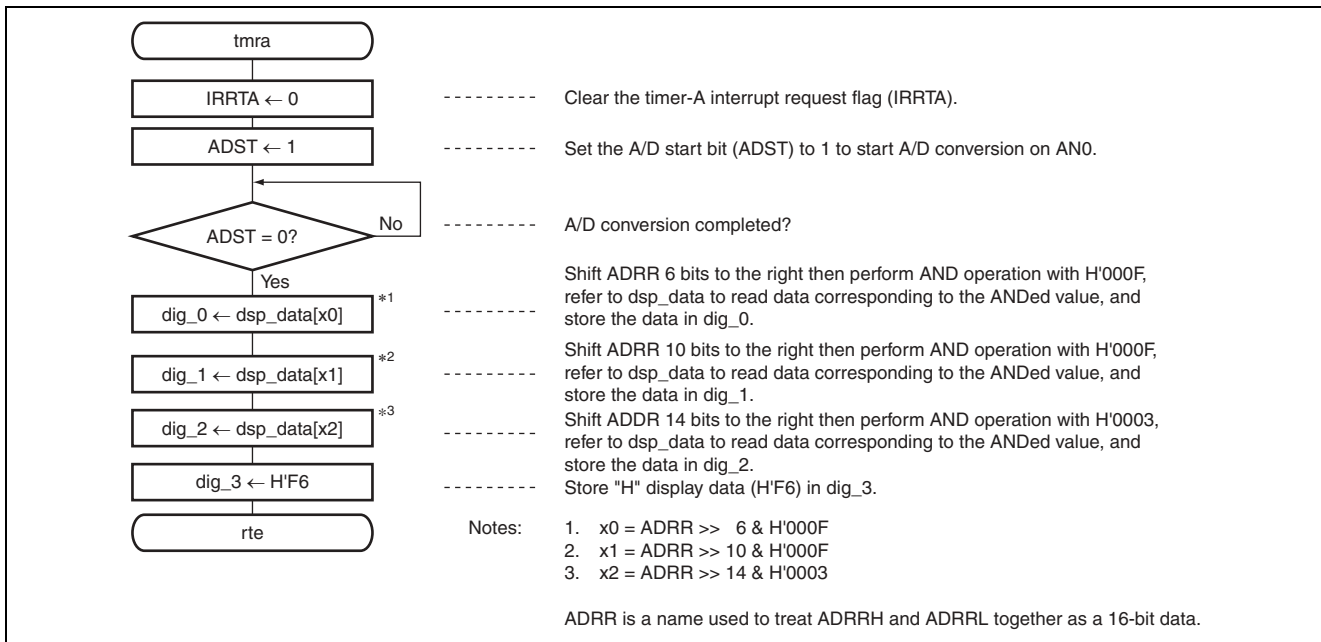 tmra
IRRTA ← 0
--------- Clear the timer-A interrupt request flag (IRRTA).
ADST ← 1
--------- Set the A/D start bit (ADST) to 1 to start A/D conversion on AN0.
ADST = 0?
No
--------- A/D conversion completed?
Yes
dig_0 ← dsp_data[x0]
*1
--------- Shift ADRR 6 bits to the right then perform AND operation with H'000F,
refer to dsp_data to read data corresponding to the ANDed value, and
store the data in dig_0.
dig_1 ← dsp_data[x1]
*2
--------- Shift ADRR 10 bits to the right then perform AND operation with H'000F,
refer to dsp_data to read data corresponding to the ANDed value, and
store the data in dig_1.
dig_2 ← dsp_data[x2]
*3
--------- Shift ADDR 14 bits to the right then perform AND operation with H'0003,
refer to dsp_data to read data corresponding to the ANDed value, and
store the data in dig_2.
dig_3 ← H'F6
--------- Store "H" display data (H'F6) in dig_3.
rte
Notes: 1. x0 = ADRR >> 6 & H'000F
2. x1 = ADRR >> 10 & H'000F
3. x2 = ADRR >> 14 & H'0003
ADRR is a name used to treat ADRRH and ADRRL together as a 16-bit data.